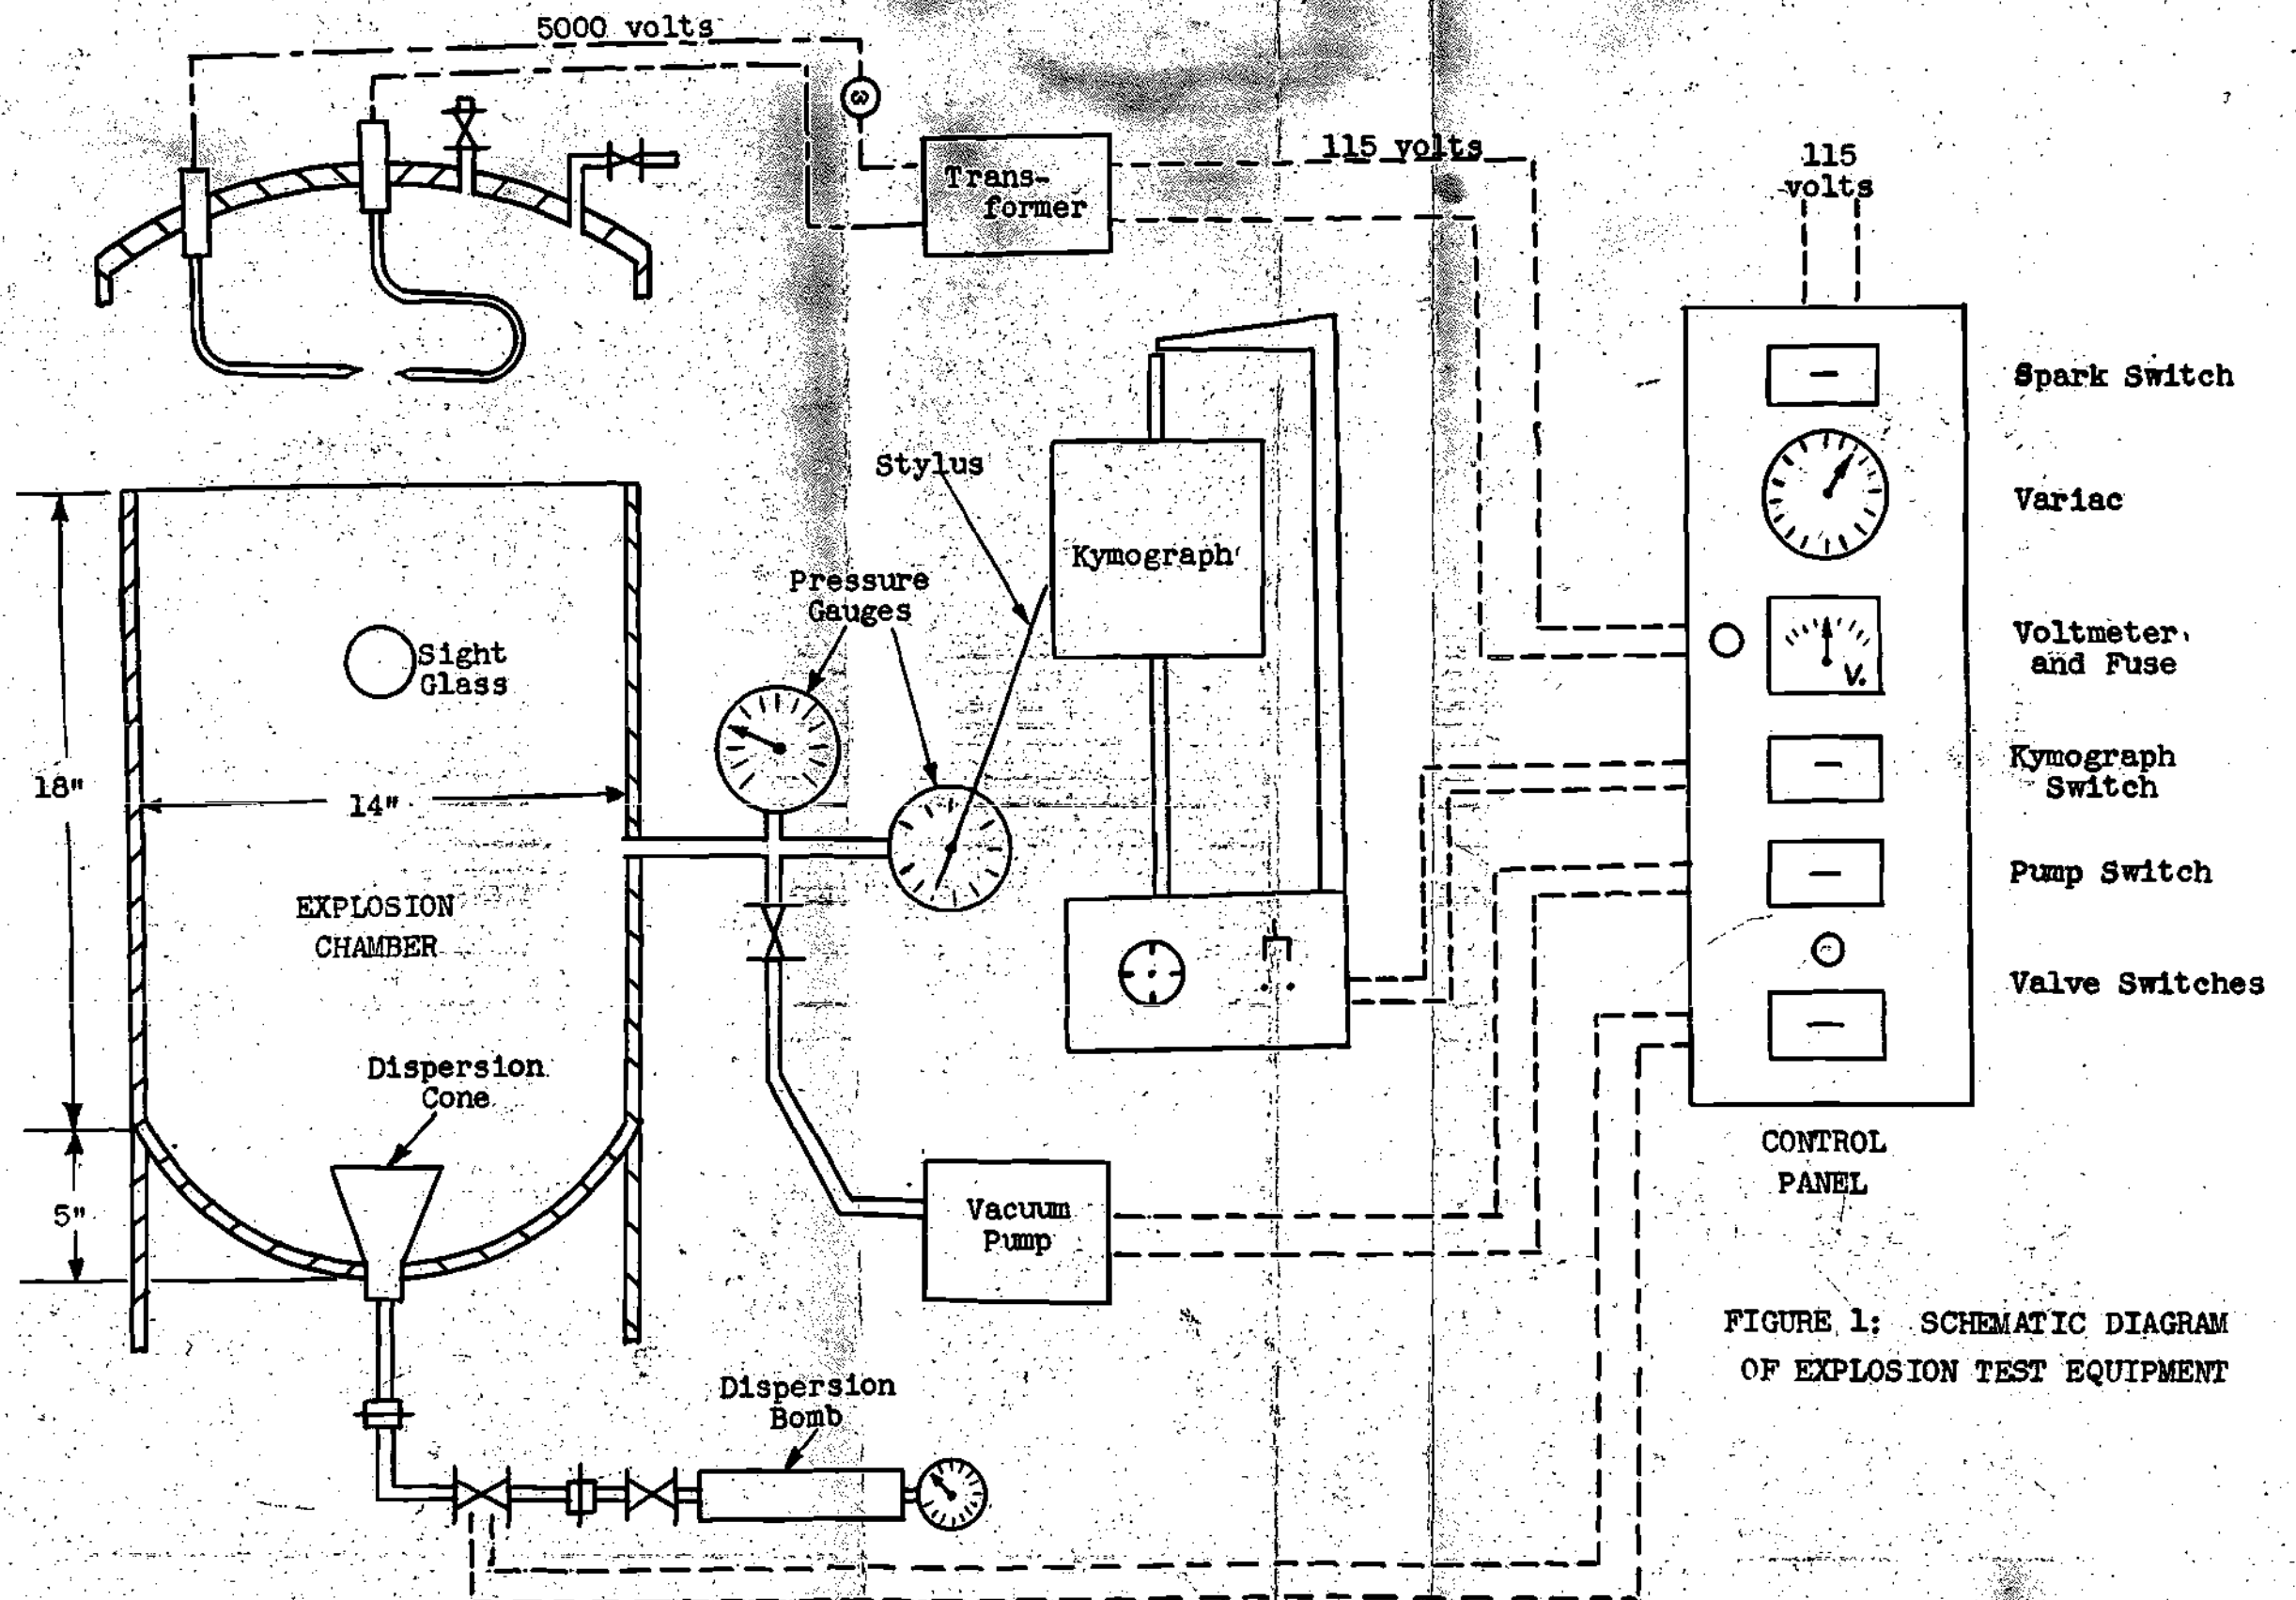 5000 volts
115 volts
115
volts
Trans-
former
Spark Switch
Stylus
Variac
Kymograph
Pressure
Gauges
Sight
Glass
Voltmeter
and Fuse
V.
Kymograph
Switch
18"
14"
Pump Switch
EXPLOSION
CHAMBER
Valve Switches
Dispersion
Cone
CONTROL
PANEL
5"
Vacuum
Pump
FIGURE 1: SCHEMATIC DIAGRAM
OF EXPLOSION TEST EQUIPMENT
Dispersion
Bomb